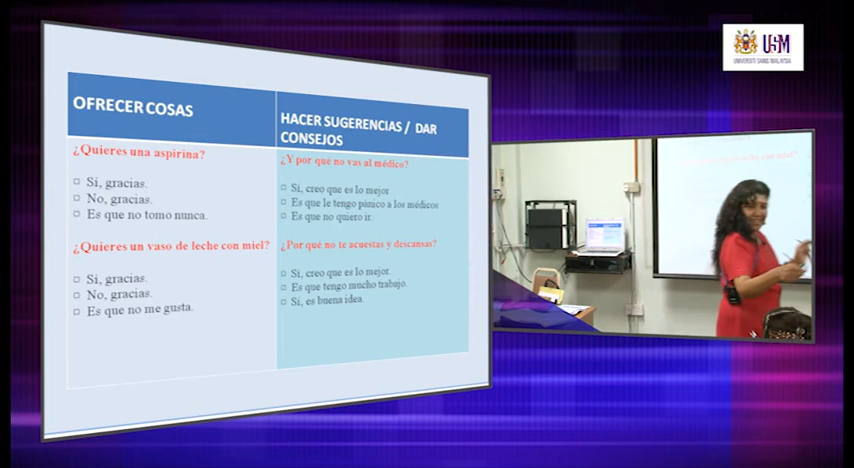 USM
UNIVERSITI SAINS MALAYSIA
OFRECER COSAS
¿Quieres una aspirina?
Sí, gracias.
No, gracias.
Es que no tomo nunca.
¿Quieres un vaso de leche con miel?
Sí, gracias.
No, gracias.
Es que no me gusta.
HACER SUGERENCIAS / DAR
CONSEJOS
¿Y por qué no vas al médico?
Sí, creo que es lo mejor
Es que le tengo pánico a los médicos
Es que no quiero ir.
¿Por qué no te acuestas y descansas?
Sí, creo que es lo mejor.
Es que tengo mucho trabajo.
Sí, es buena idea.